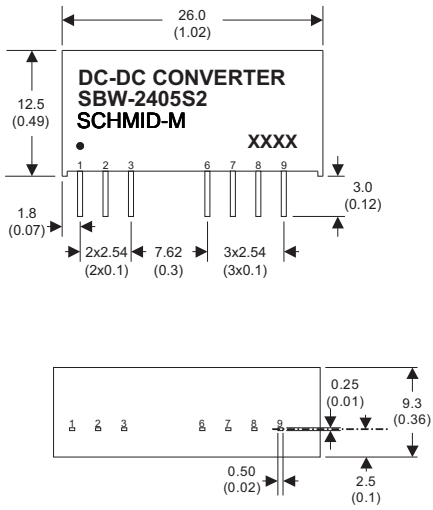 26.0
(1.02)
DC-DC CONVERTER
SBW-2405S2
SCHMID-M
XXXX
12.5
(0.49)
1 2 3 6 7 8 9
3.0
(0.12)
1.8
(0.07)
2x2.54 7.62 3x2.54
(2x0.1) (0.3) (3x0.1)
0.25
(0.01)
9.3
(0.36)
1 2 3 6 7 8 9
0.50
(0.02)
2.5
(0.1)